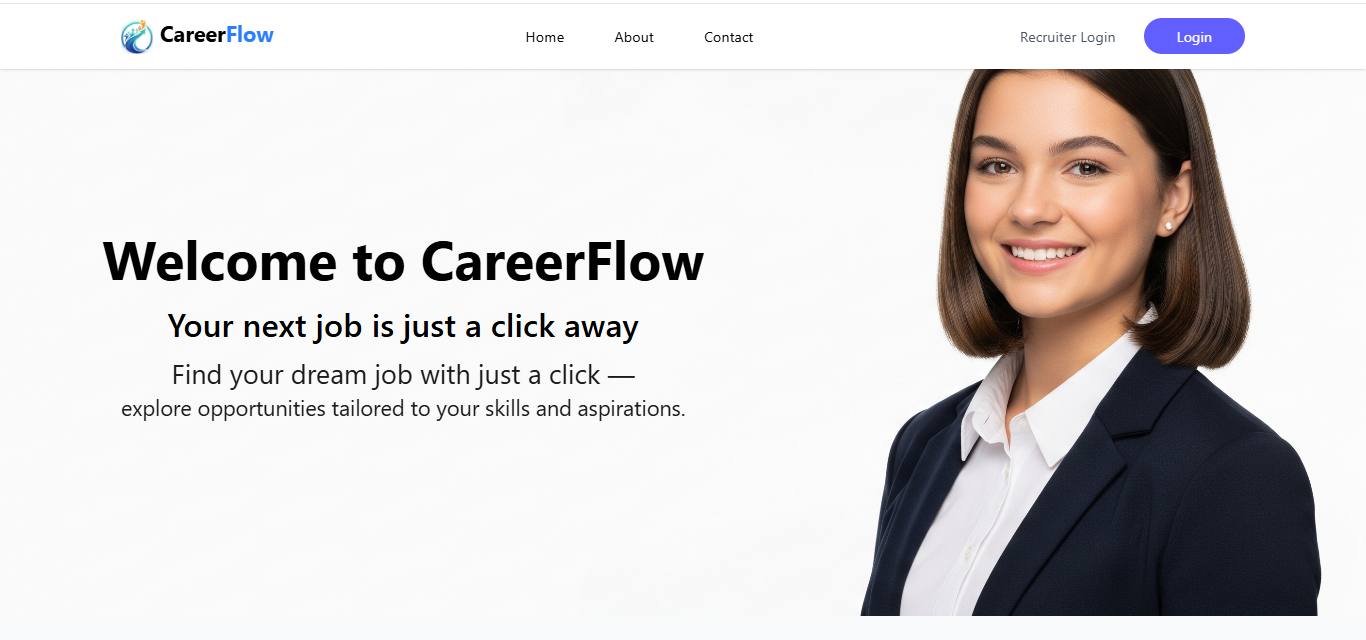 CareerFlow
Home
About
Contact
Recruiter Login
Login
Welcome to CareerFlow
Your next job is just a click away
Find your dream job with just a click —
explore opportunities tailored to your skills and aspirations.